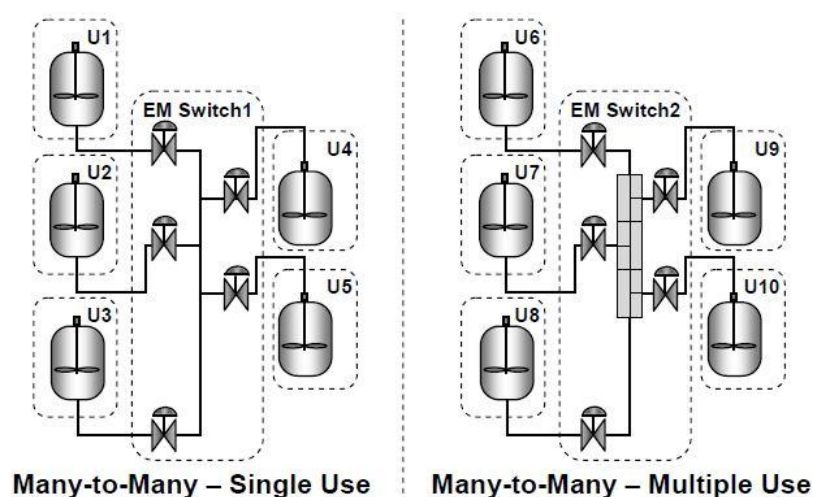 U1
EM Switch1
U2
U4
U5
U3
Many-to-Many – Single Use
U6
EM Switch2
U7
U9
U10
U8
Many-to-Many – Multiple Use